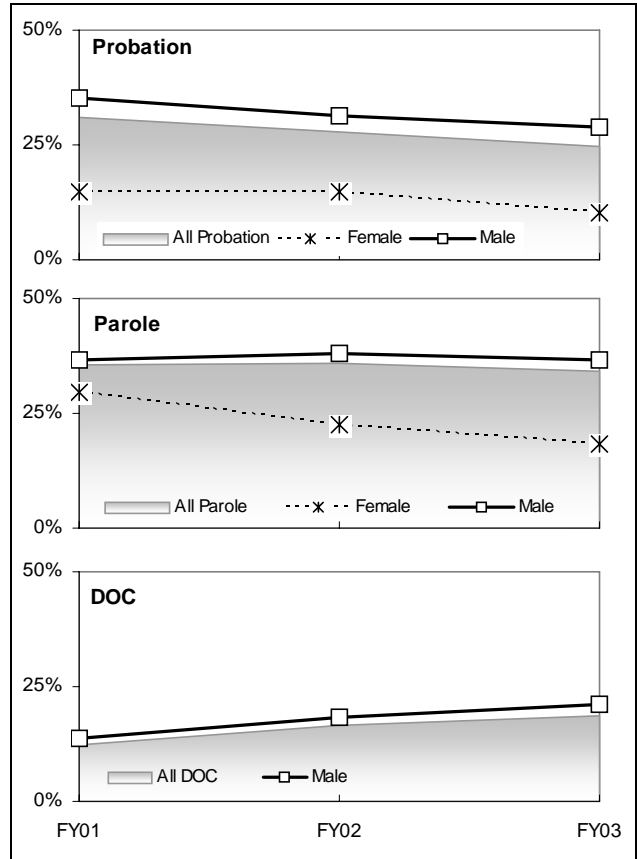 50%
Probation
25%
All Probation Female Male
0%
50%
Parole
25%
All Parole Female Male
0%
50%
DOC
25%
All DOC Male
0%
FY01 FY02 FY03